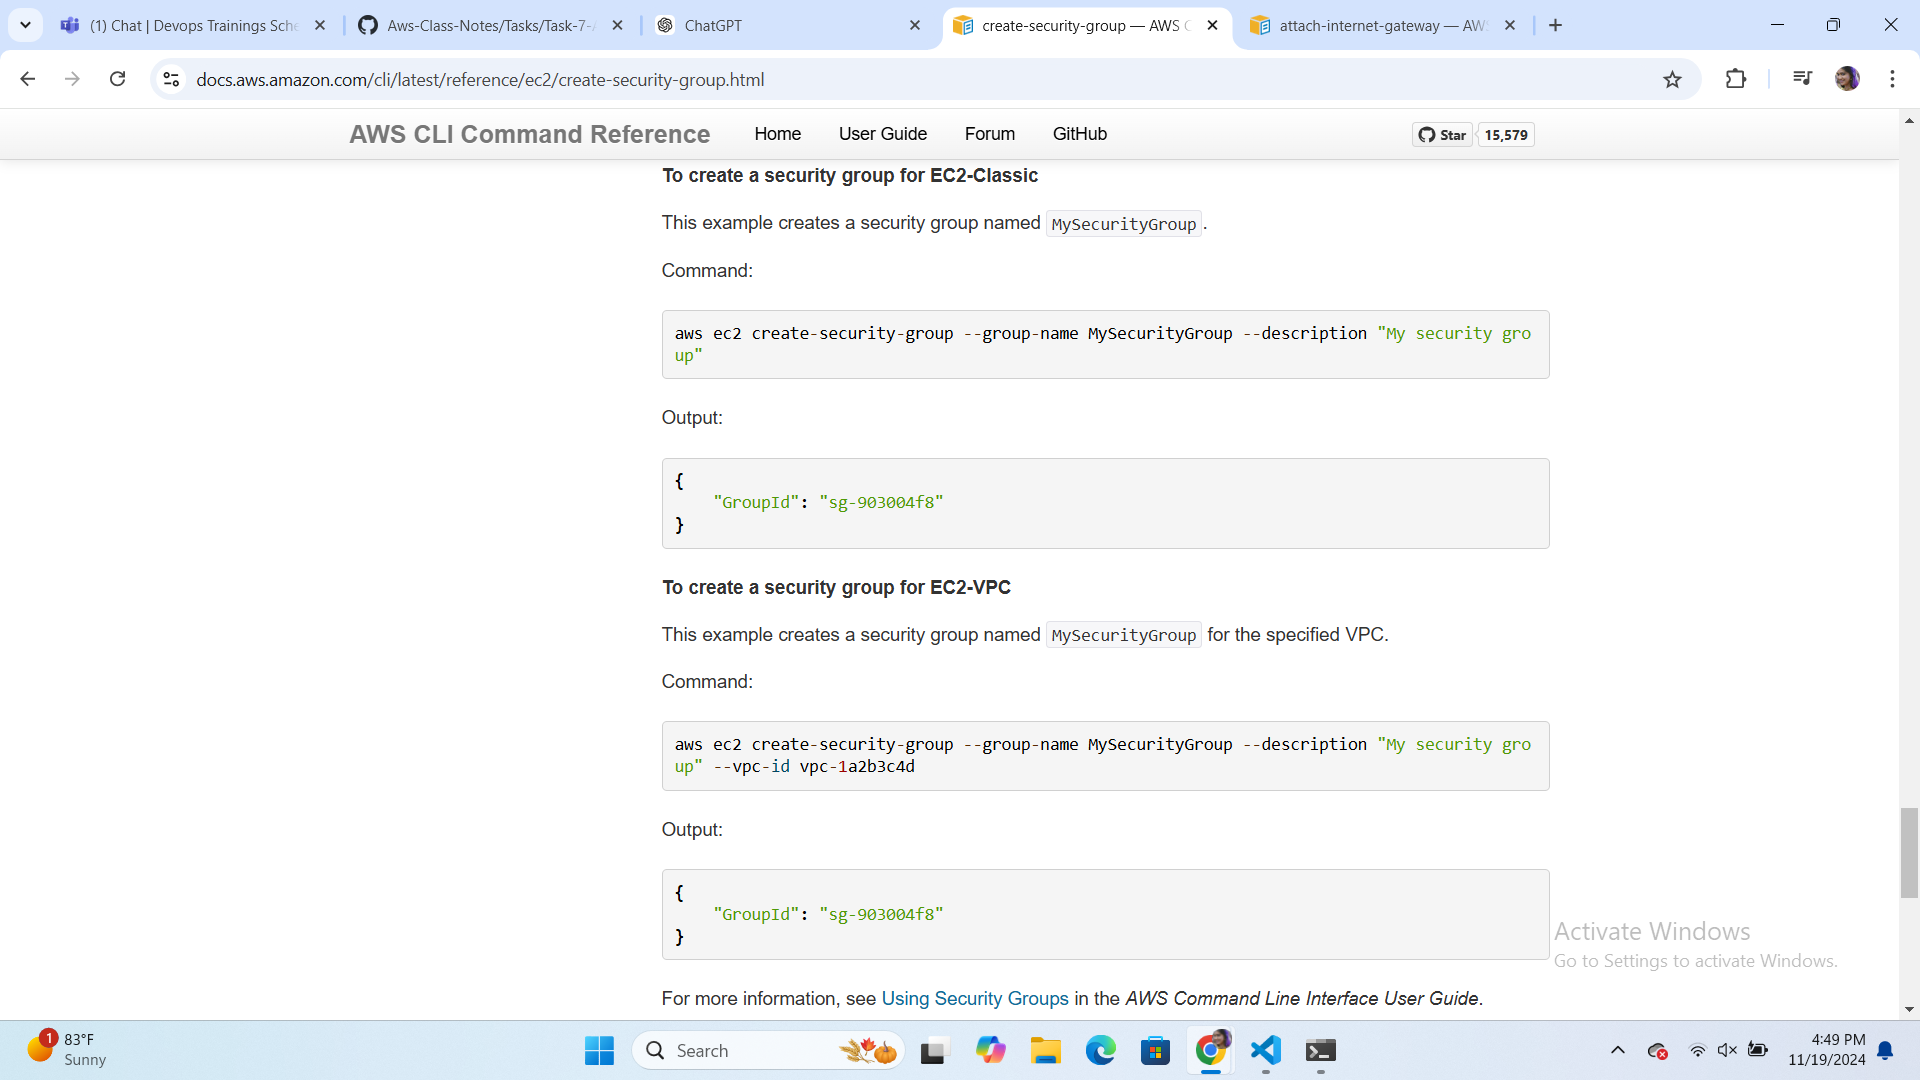 (1) Chat | Devops Trainings Sche
Aws-Class-Notes/Tasks/Task-7-
ChatGPT
create-security-group — AWS C
attach-internet-gateway — AWS
docs.aws.amazon.com/cli/latest/reference/ec2/create-security-group.html
AWS CLI Command Reference
Home
User Guide
Forum
GitHub
Star
15,579
To create a security group for EC2-Classic
This example creates a security group named MySecurityGroup.
Command:
aws ec2 create-security-group --group-name MySecurityGroup --description "My security gro
up"
Output:
{
"GroupId": "sg-903004f8"
}
To create a security group for EC2-VPC
This example creates a security group named MySecurityGroup for the specified VPC.
Command:
aws ec2 create-security-group --group-name MySecurityGroup --description "My security gro
up" --vpc-id vpc-1a2b3c4d
Output:
{
"GroupId": "sg-903004f8"
}
Activate Windows
Go to Settings to activate Windows.
For more information, see Using Security Groups in the AWS Command Line Interface User Guide.
1
83°F
Sunny
Search
4:49 PM
11/19/2024